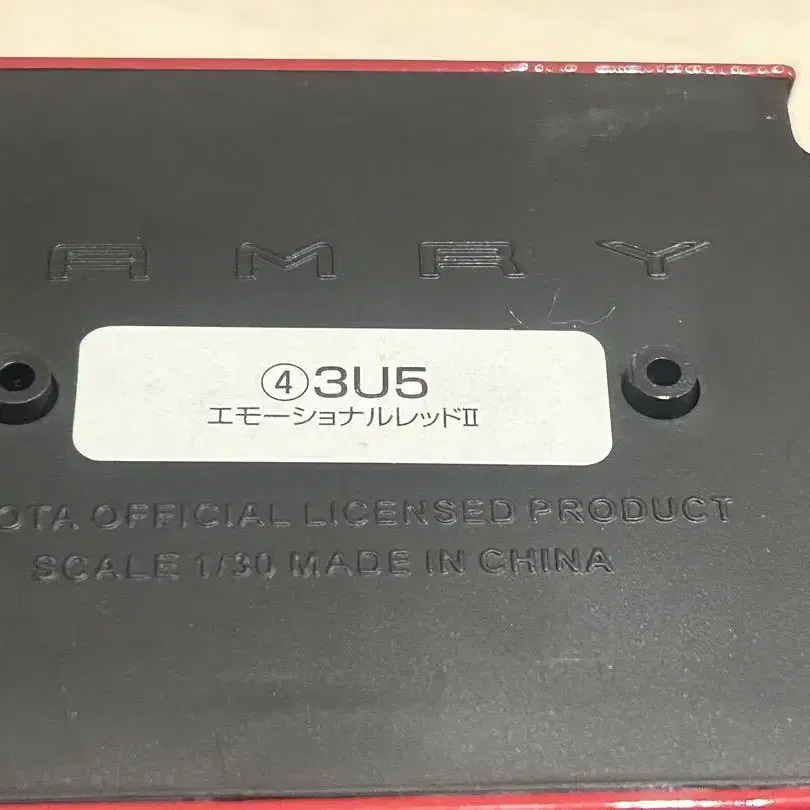 AMRY
④3U5
エモーショナルレッドⅡ
OTA OFFICIAL LICENSED PRODUCT
SCALE 1/30 MADE IN CHINA